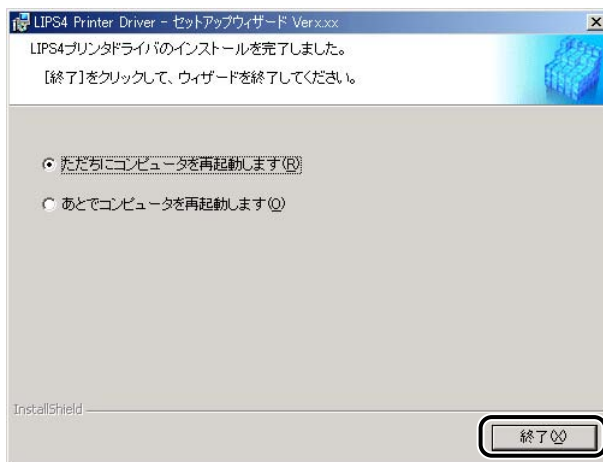 LIPS4 Printer Driver - セットアップウィザード Verx.xx
LIPS4プリンタドライバのインストールを完了しました。
［終了］をクリックして、ウィザードを終了してください。
ただちにコンピュータを再起動します(R)
あとでコンピュータを再起動します(O)
InstallShield
終了(X)